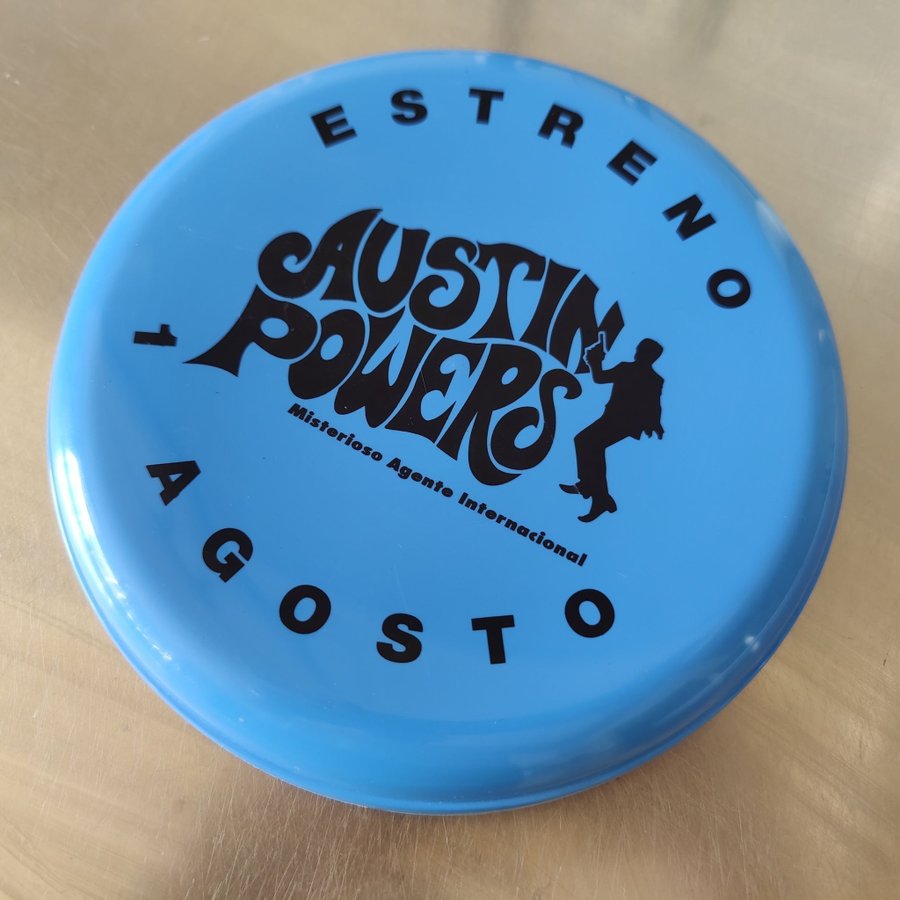 ESTRENO
AUSTIN
POWERS
Misterioso Agente Internacional
1 AGOSTO